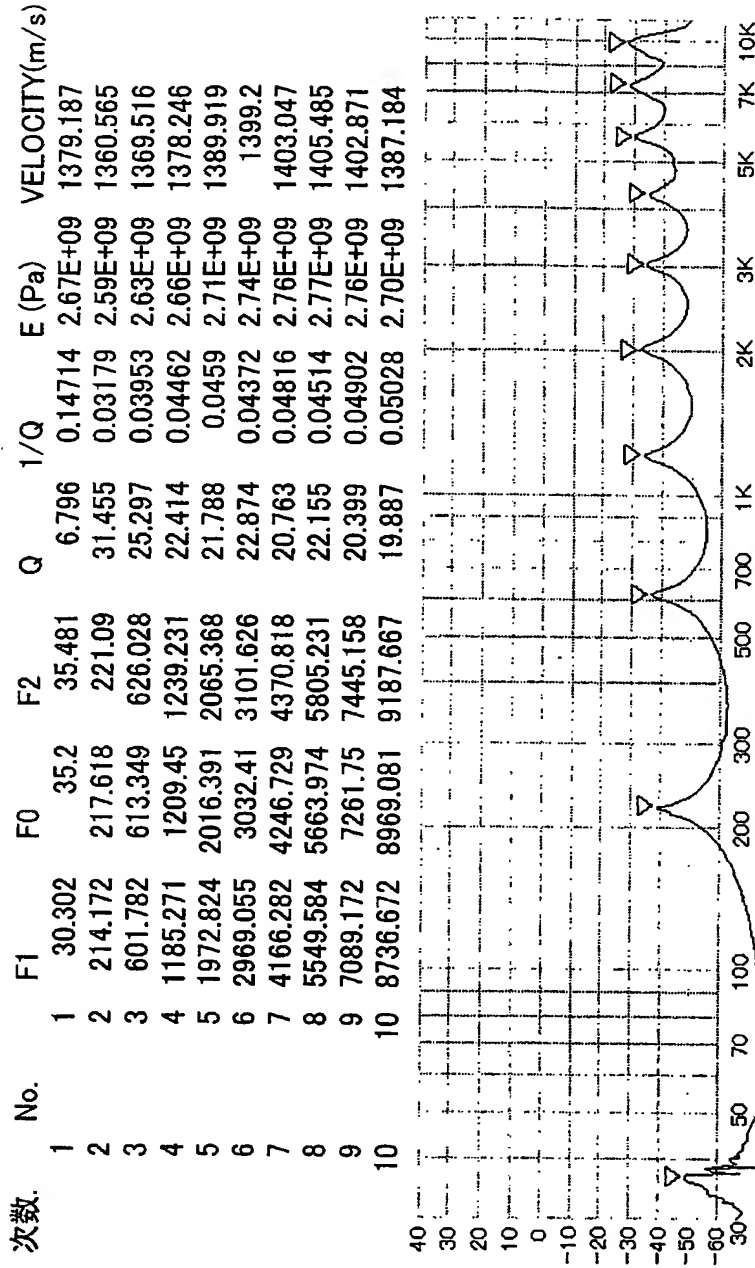 次数. No. F1 F0 F2 Q 1/Q E (Pa) VELOCITY(m/s)
1 1 30.302 35.2 35.481 6.796 0.14714 2.67E+09 1379.187
2 2 214.172 217.618 221.09 31.455 0.03179 2.59E+09 1360.565
3 3 601.782 613.349 626.028 25.297 0.03953 2.63E+09 1369.516
4 4 1185.271 1209.45 1239.231 22.414 0.04462 2.66E+09 1378.246
5 5 1972.824 2016.391 2065.368 21.788 0.0459 2.71E+09 1389.919
6 6 2969.055 3032.41 3101.626 22.874 0.04372 2.74E+09 1399.2
7 7 4166.282 4246.729 4370.818 20.763 0.04816 2.76E+09 1403.047
8 8 5549.584 5663.974 5805.231 22.155 0.04514 2.77E+09 1405.485
9 9 7089.172 7261.75 7445.158 20.399 0.04902 2.76E+09 1402.871
10 10 8736.672 8969.081 9187.667 19.887 0.05028 2.70E+09 1387.184
40
30
20
10
0
-10
-20
-30
-40
-50
-60
30 50 70 100 200 300 500 700 1K 2K 3K 5K 7K 10K